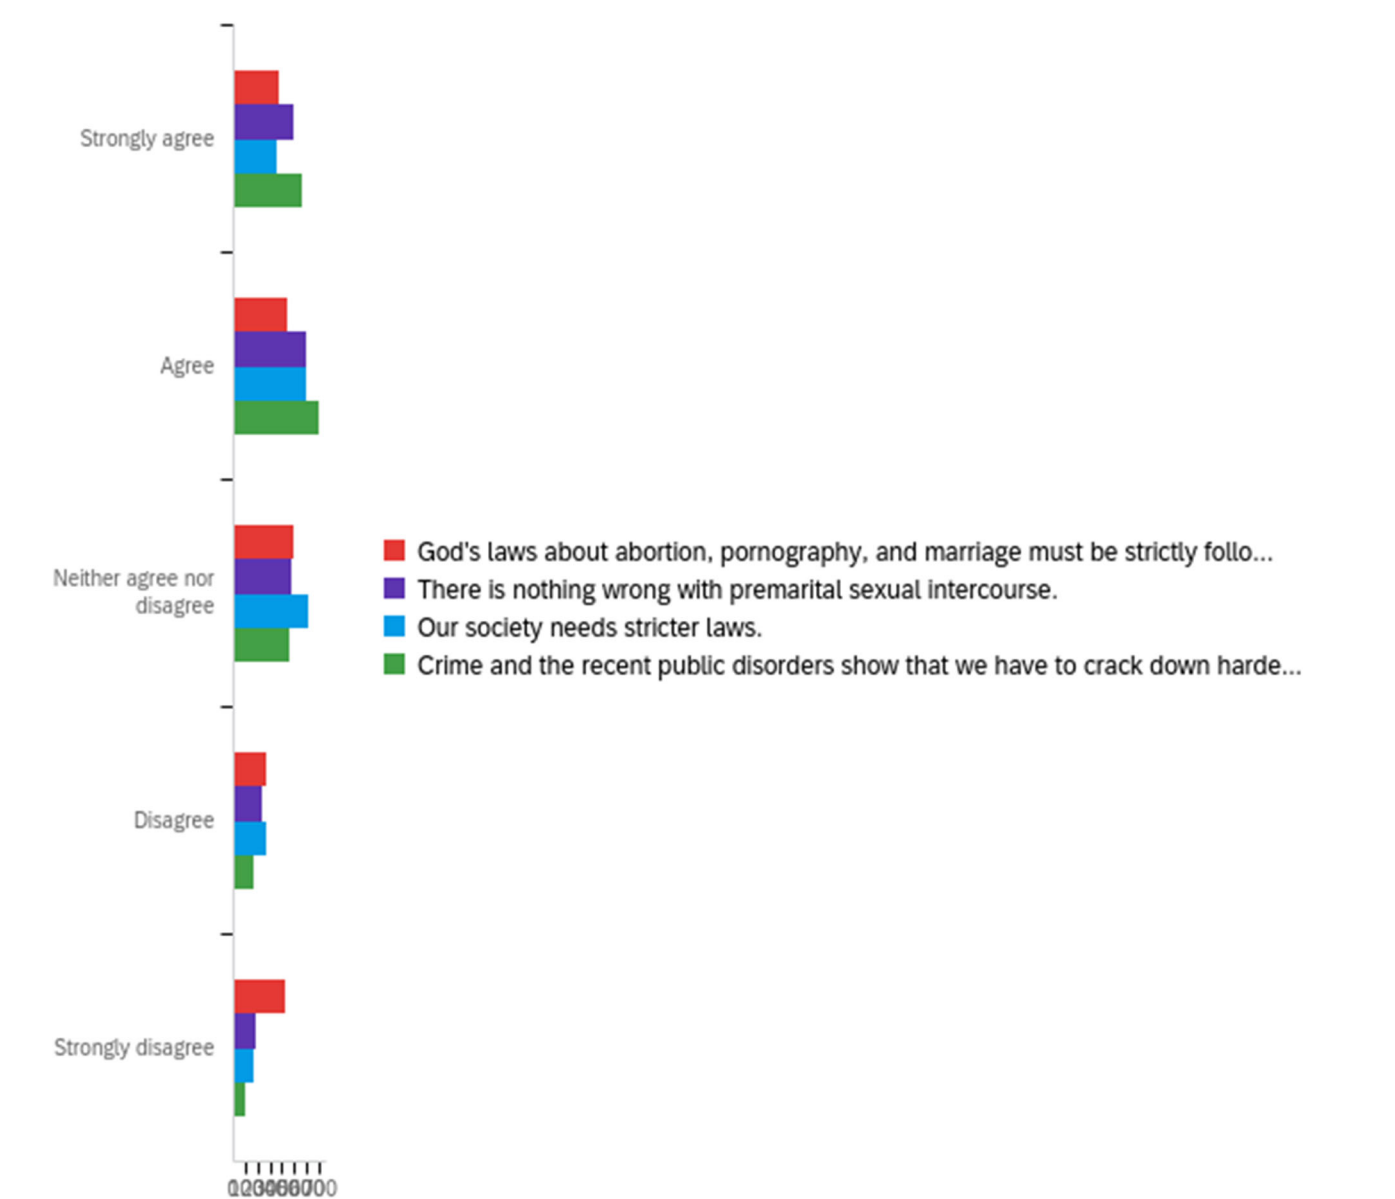 Strongly agree
Agree
Neither agree nor
disagree
God's laws about abortion, pornography, and marriage must be strictly follo...
There is nothing wrong with premarital sexual intercourse.
Our society needs stricter laws.
Crime and the recent public disorders show that we have to crack down harde...
Disagree
Strongly disagree